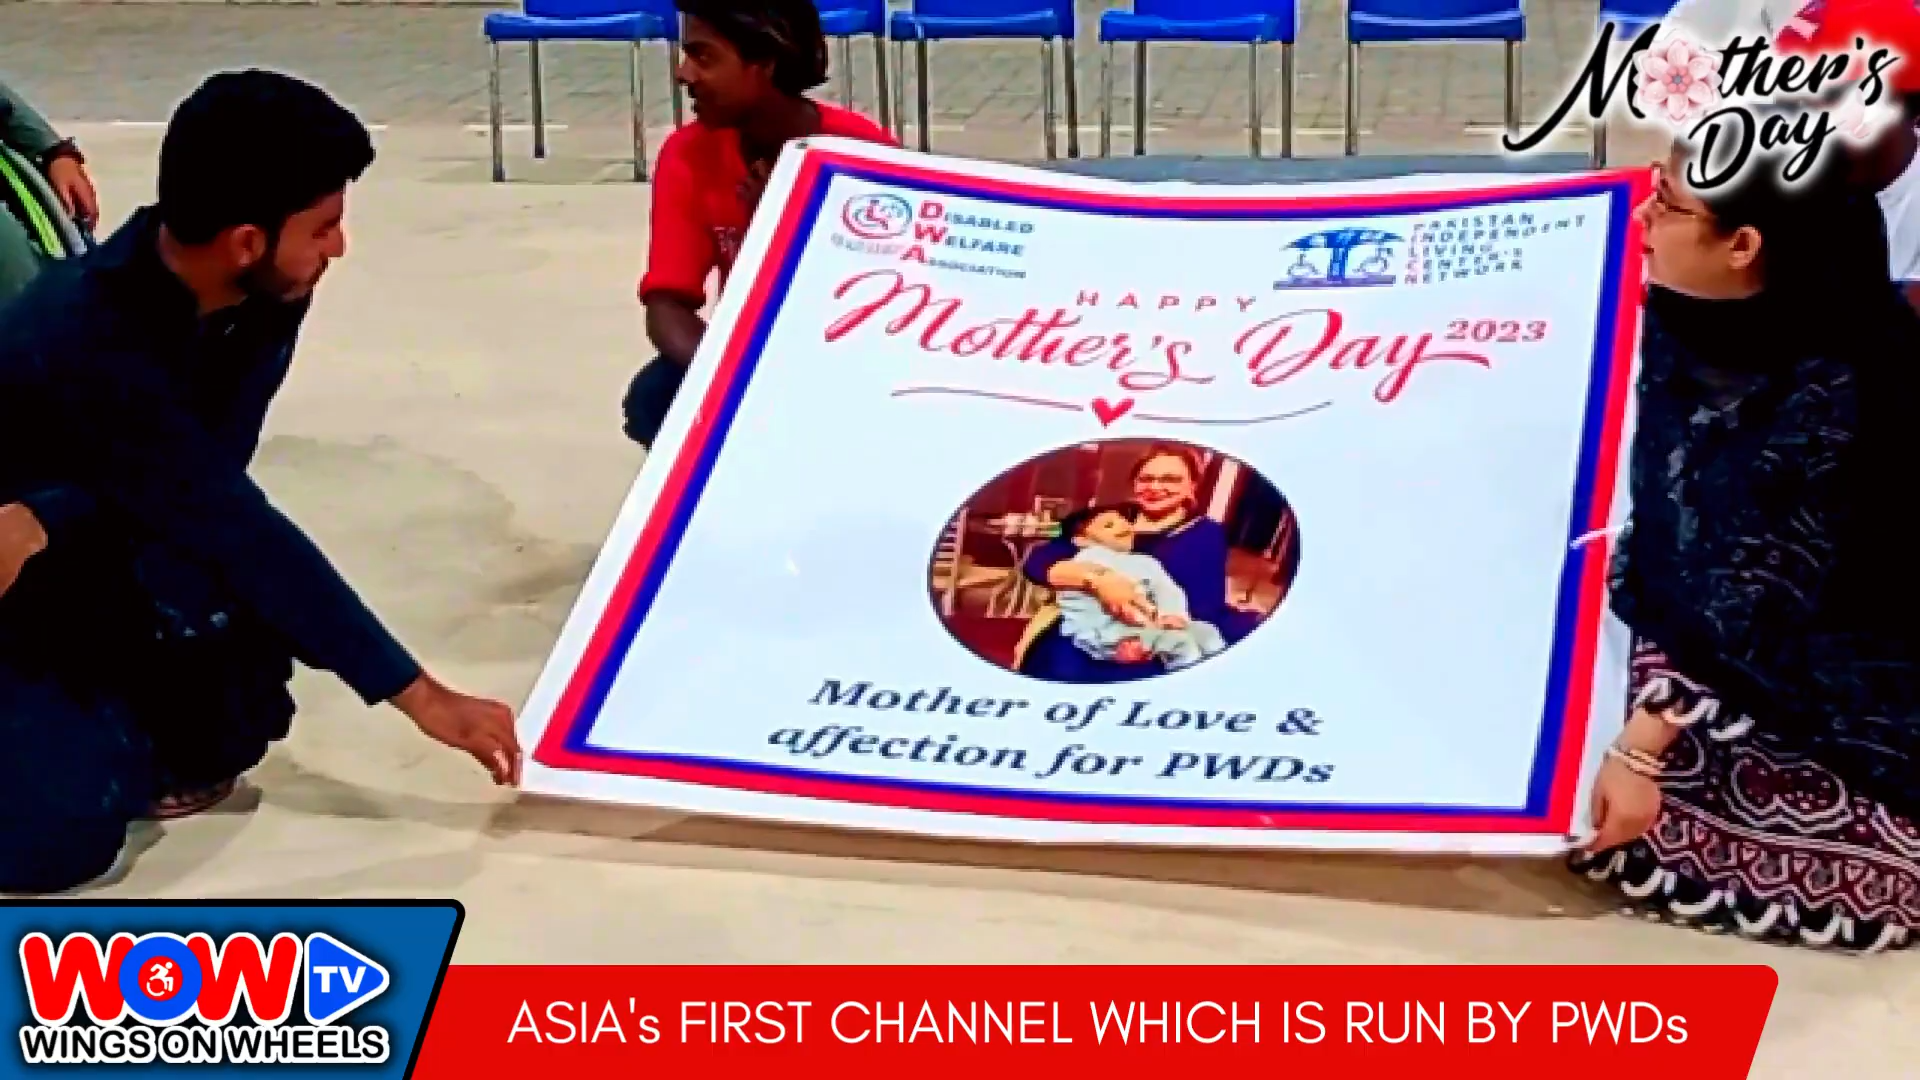 Mother's
Day
DISABLED
WELFARE
ASSOCIATION
PAKISTAN
INDEPENDENT
LIVING
CENTER'S
NETWORK
HAPPY
Mother's Day 2023
Mother of Love &
affection for PWDs
WOW TV
WINGS ON WHEELS
ASIA's FIRST CHANNEL WHICH IS RUN BY PWDs